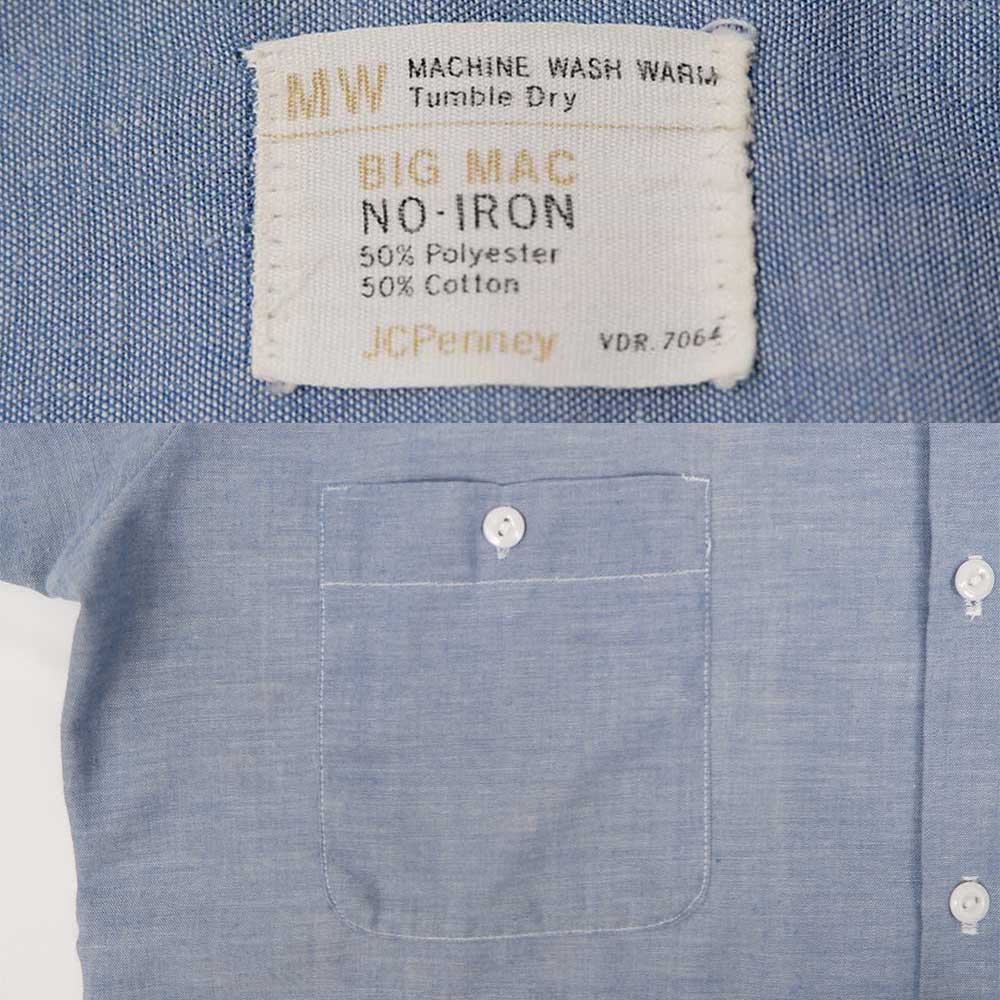 MW MACHINE WASH WARM
Tumble Dry
BIG MAC
NO-IRON
50% Polyester
50% Cotton
JCPenney VDR. 7064